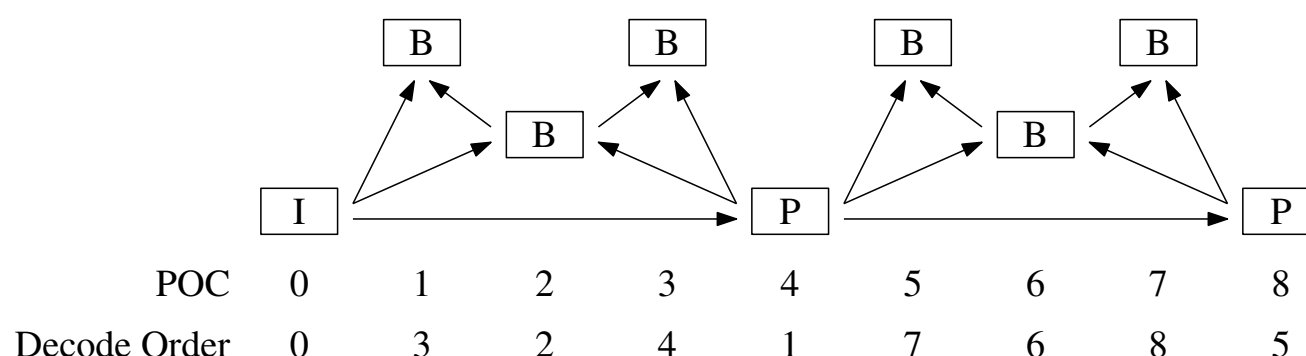 B B B B
B B
I P P
POC 0 1 2 3 4 5 6 7 8
Decode Order 0 3 2 4 1 7 6 8 5